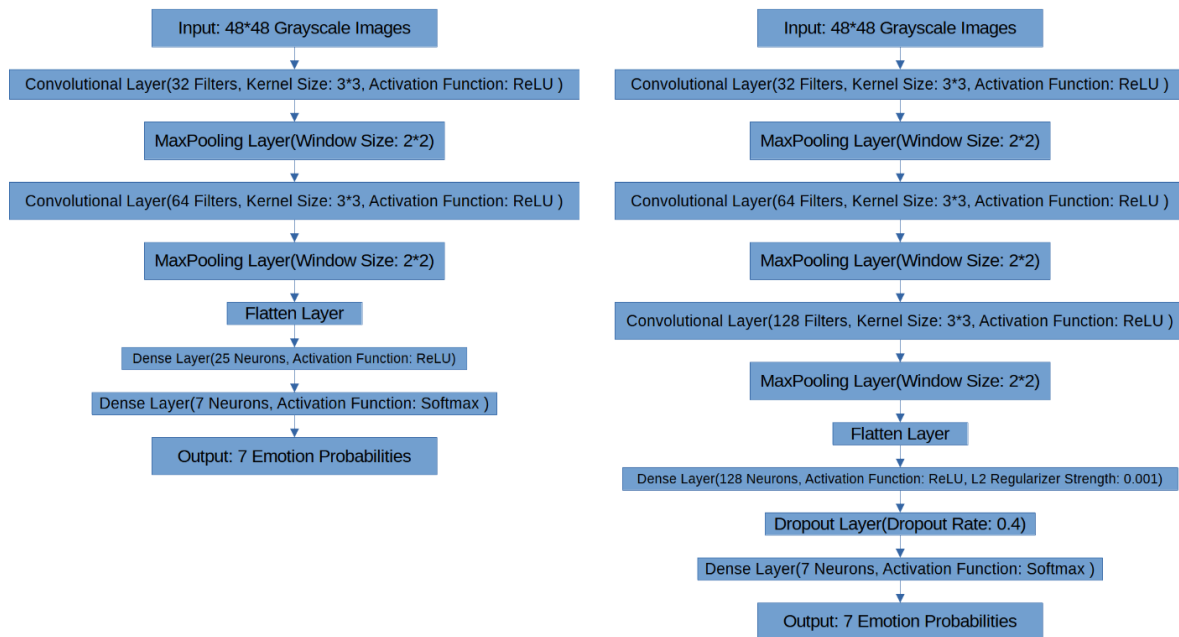 Input: 48*48 Grayscale Images
Convolutional Layer(32 Filters, Kernel Size: 3*3, Activation Function: ReLU )
MaxPooling Layer(Window Size: 2*2)
Convolutional Layer(64 Filters, Kernel Size: 3*3, Activation Function: ReLU )
MaxPooling Layer(Window Size: 2*2)
Flatten Layer
Dense Layer(25 Neurons, Activation Function: ReLU)
Dense Layer(7 Neurons, Activation Function: Softmax )
Output: 7 Emotion Probabilities
Input: 48*48 Grayscale Images
Convolutional Layer(32 Filters, Kernel Size: 3*3, Activation Function: ReLU )
MaxPooling Layer(Window Size: 2*2)
Convolutional Layer(64 Filters, Kernel Size: 3*3, Activation Function: ReLU )
MaxPooling Layer(Window Size: 2*2)
Convolutional Layer(128 Filters, Kernel Size: 3*3, Activation Function: ReLU )
MaxPooling Layer(Window Size: 2*2)
Flatten Layer
Dense Layer(128 Neurons, Activation Function: ReLU, L2 Regularizer Strength: 0.001)
Dropout Layer(Dropout Rate: 0.4)
Dense Layer(7 Neurons, Activation Function: Softmax )
Output: 7 Emotion Probabilities